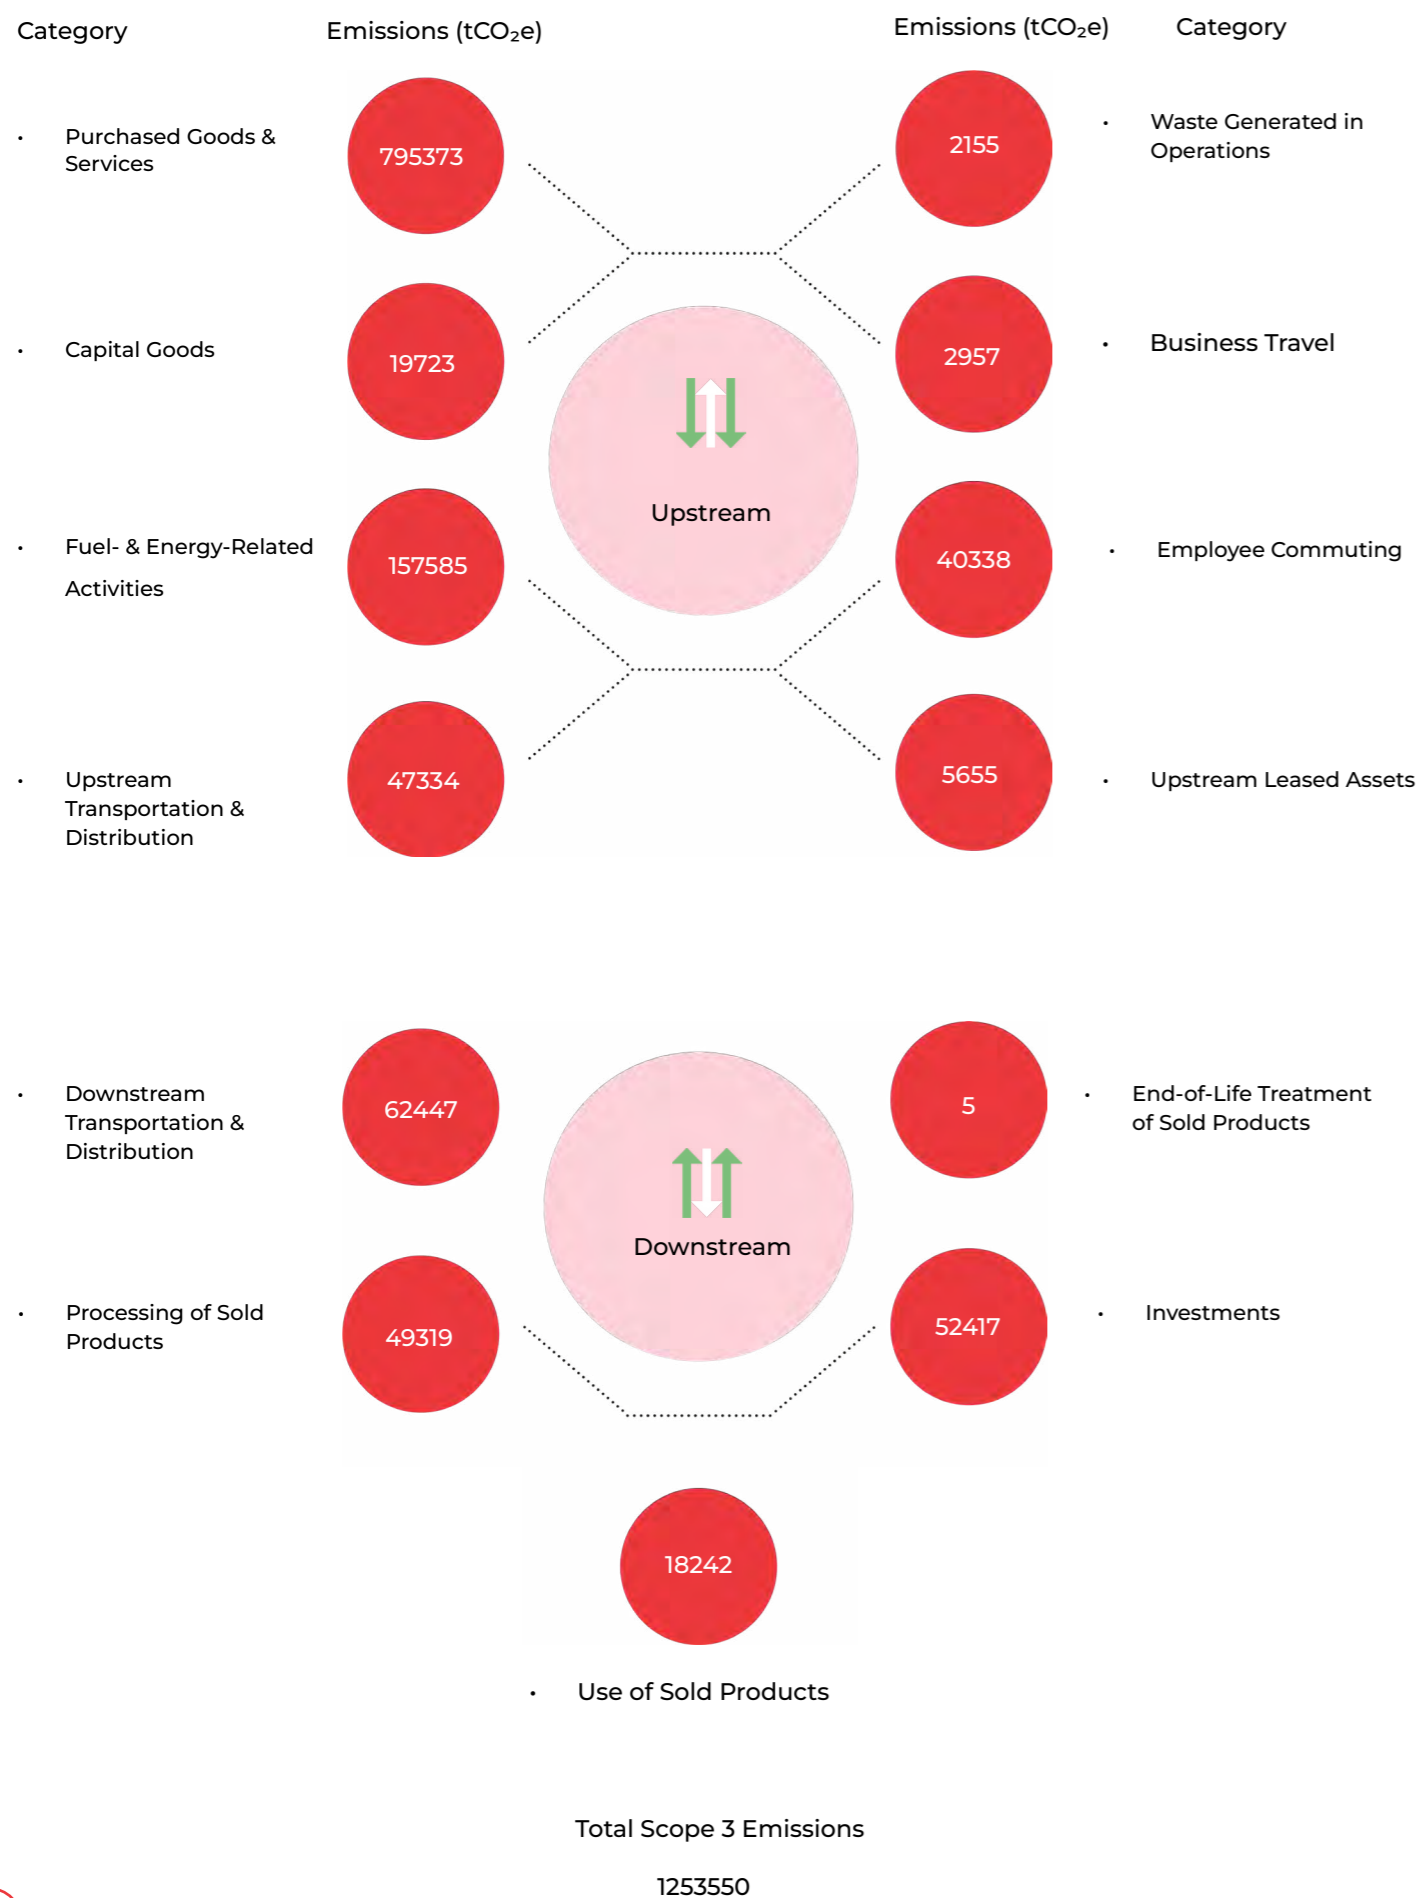 Category
Emissions (tCO₂e)
Emissions (tCO₂e)
Category
• Purchased Goods &
Services
795373
2155
• Waste Generated in
Operations
• Capital Goods
19723
2957
• Business Travel
Upstream
• Fuel- & Energy-Related
Activities
157585
40338
• Employee Commuting
• Upstream
Transportation &
Distribution
47334
5655
• Upstream Leased Assets
• Downstream
Transportation &
Distribution
62447
5
• End-of-Life Treatment
of Sold Products
Downstream
• Processing of Sold
Products
49319
52417
• Investments
18242
• Use of Sold Products
Total Scope 3 Emissions
1253550